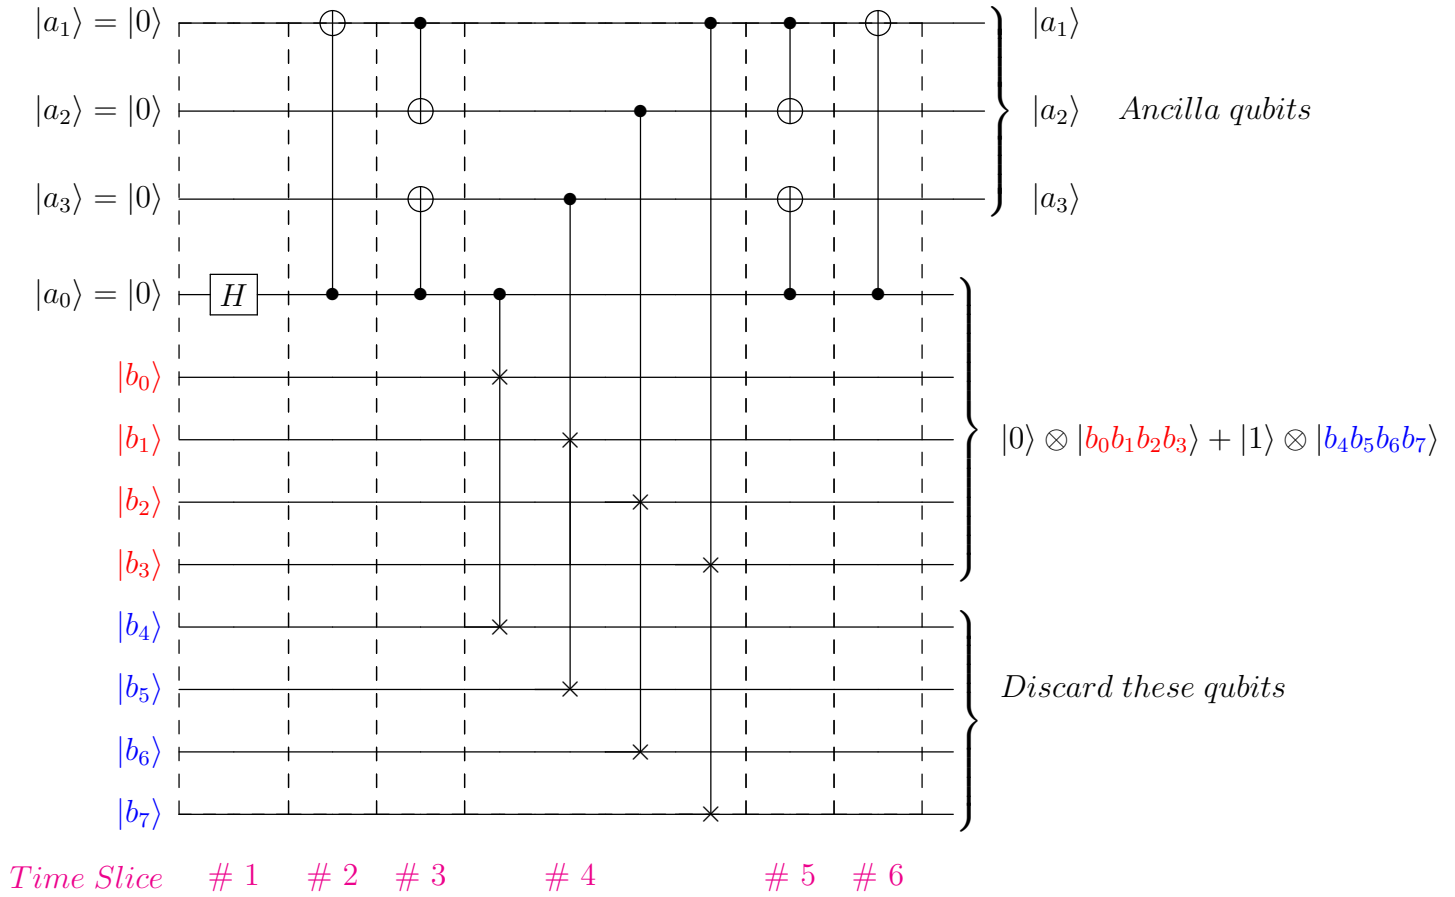 |a₁⟩ = |0⟩ |a₁⟩
|a₂⟩ = |0⟩ |a₂⟩ Ancilla qubits
|a₃⟩ = |0⟩ |a₃⟩
|a₀⟩ = |0⟩ H
|b₀⟩
|b₁⟩ |0⟩ ⊗ |b₀b₁b₂b₃⟩ + |1⟩ ⊗ |b₄b₅b₆b₇⟩
|b₂⟩
|b₃⟩
|b₄⟩
|b₅⟩ Discard these qubits
|b₆⟩
|b₇⟩
Time Slice # 1 # 2 # 3 # 4 # 5 # 6